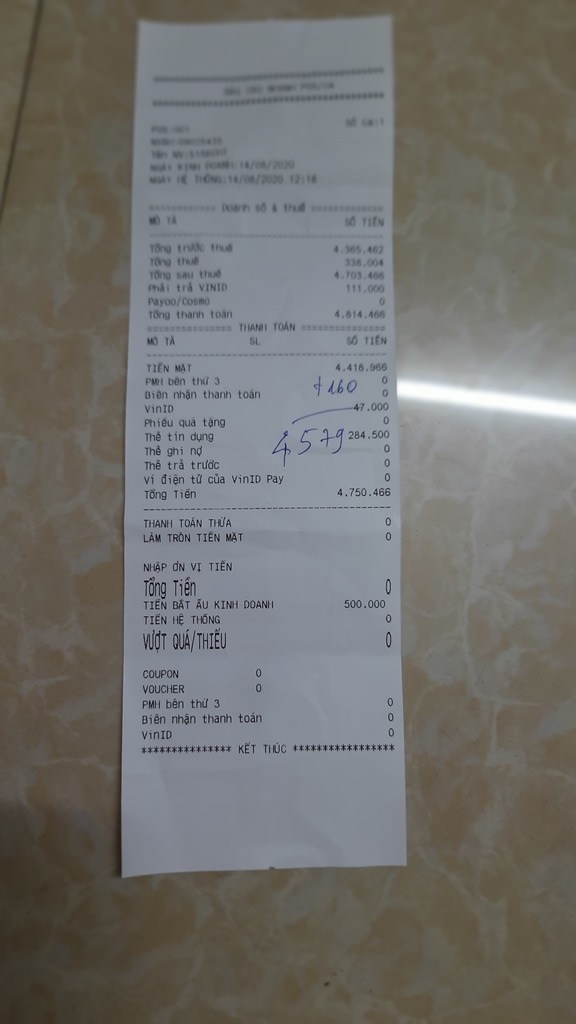 BÁO CÁO NHANH POS/CA
SỐ CA:1
POS:001
NGÀY KINH DOANH:14/08/2020
NGÀY HỆ THỐNG:14/08/2020 12:18
============ Doanh số & thuế =============
MÔ TẢ SỐ TIỀN
Tổng trước thuế 4.365.462
Tổng thuế 338.004
Tổng sau thuế 4.703.466
Phải trả VINID 111.000
Payoo/Cosmo 0
Tổng thanh toán 4.814.466
=============== THANH TOÁN ===============
MÔ TẢ SL SỐ TIỀN
TIỀN MẶT 4.418.966
PMH bên thứ 3 0
+160
Biên nhận thanh toán 0
VinID 47.000
Phiếu quà tặng 0
4579
Thẻ tín dụng 284.500
Thẻ ghi nợ 0
Thẻ trả trước 0
Ví điện tử của VinID Pay 0
Tổng Tiền 4.750.466
THANH TOÁN THỪA 0
LÀM TRÒN TIỀN MẶT 0
NHẬP ƠN VỊ TIỀN
Tổng Tiền 0
TIỀN BẮT ẦU KINH DOANH 500.000
TIỀN HỆ THỐNG 0
VƯỢT QUÁ/THIẾU 0
COUPON 0
VOUCHER 0
PMH bên thứ 3 0
Biên nhận thanh toán 0
VinID 0
*************** KẾT THÚC *****************